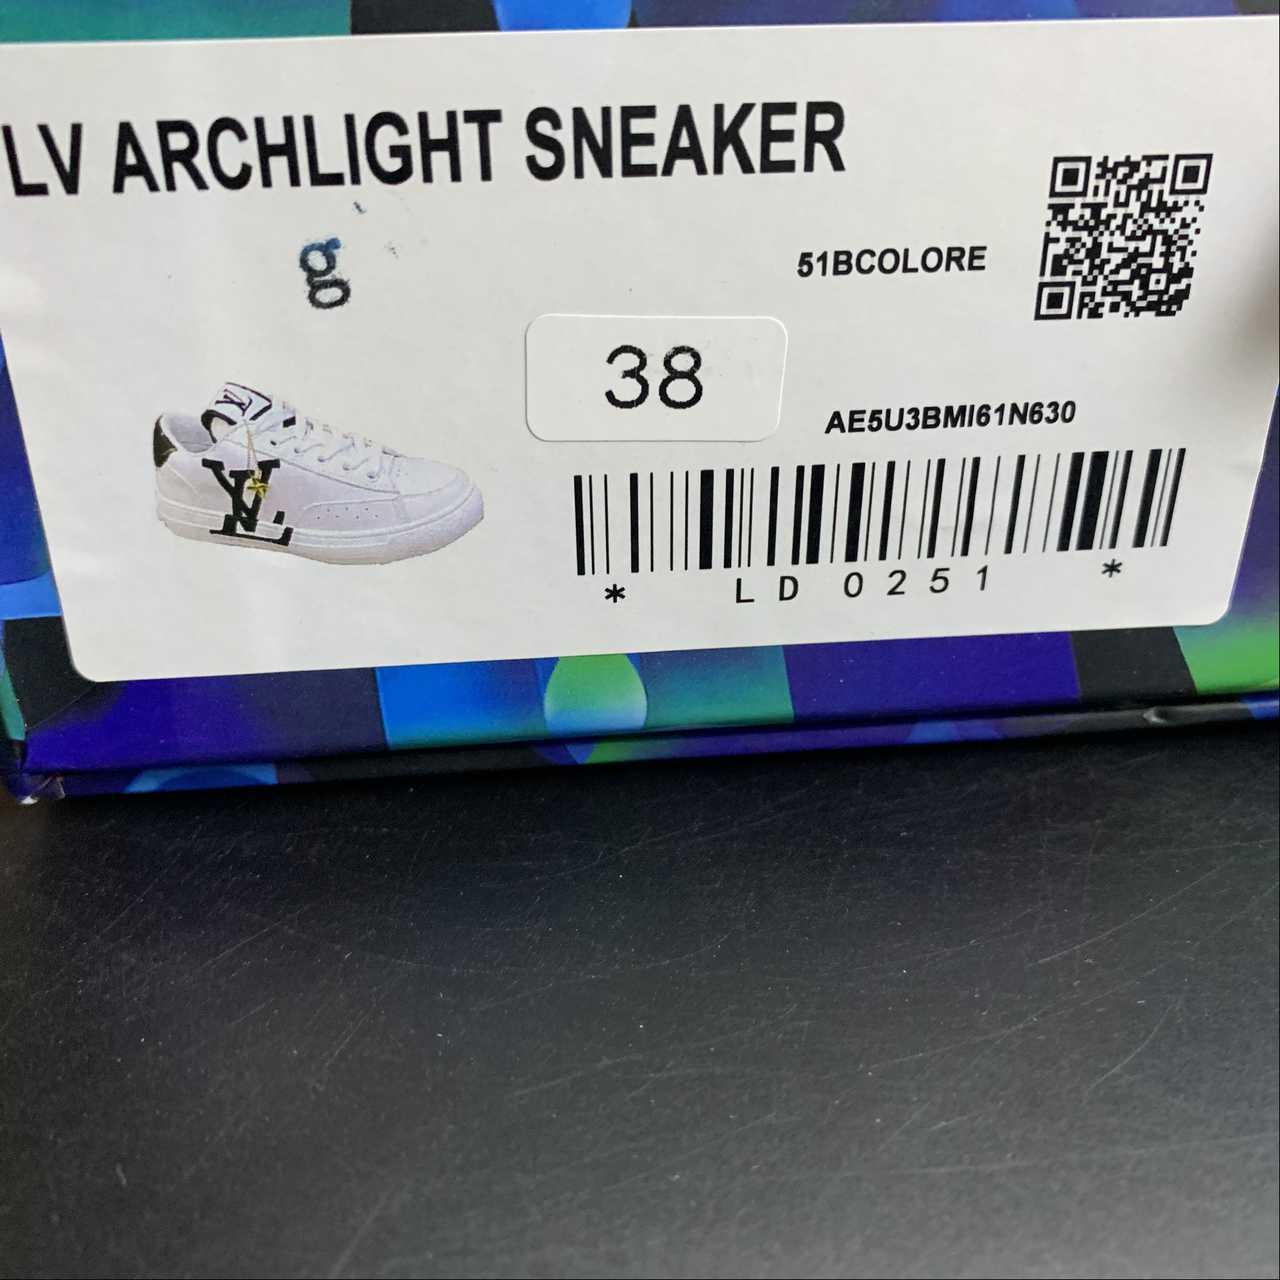 LV ARCHLIGHT SNEAKER
g
51BCOLORE
38
AE5U3BMI61N630
* LD 0251 *